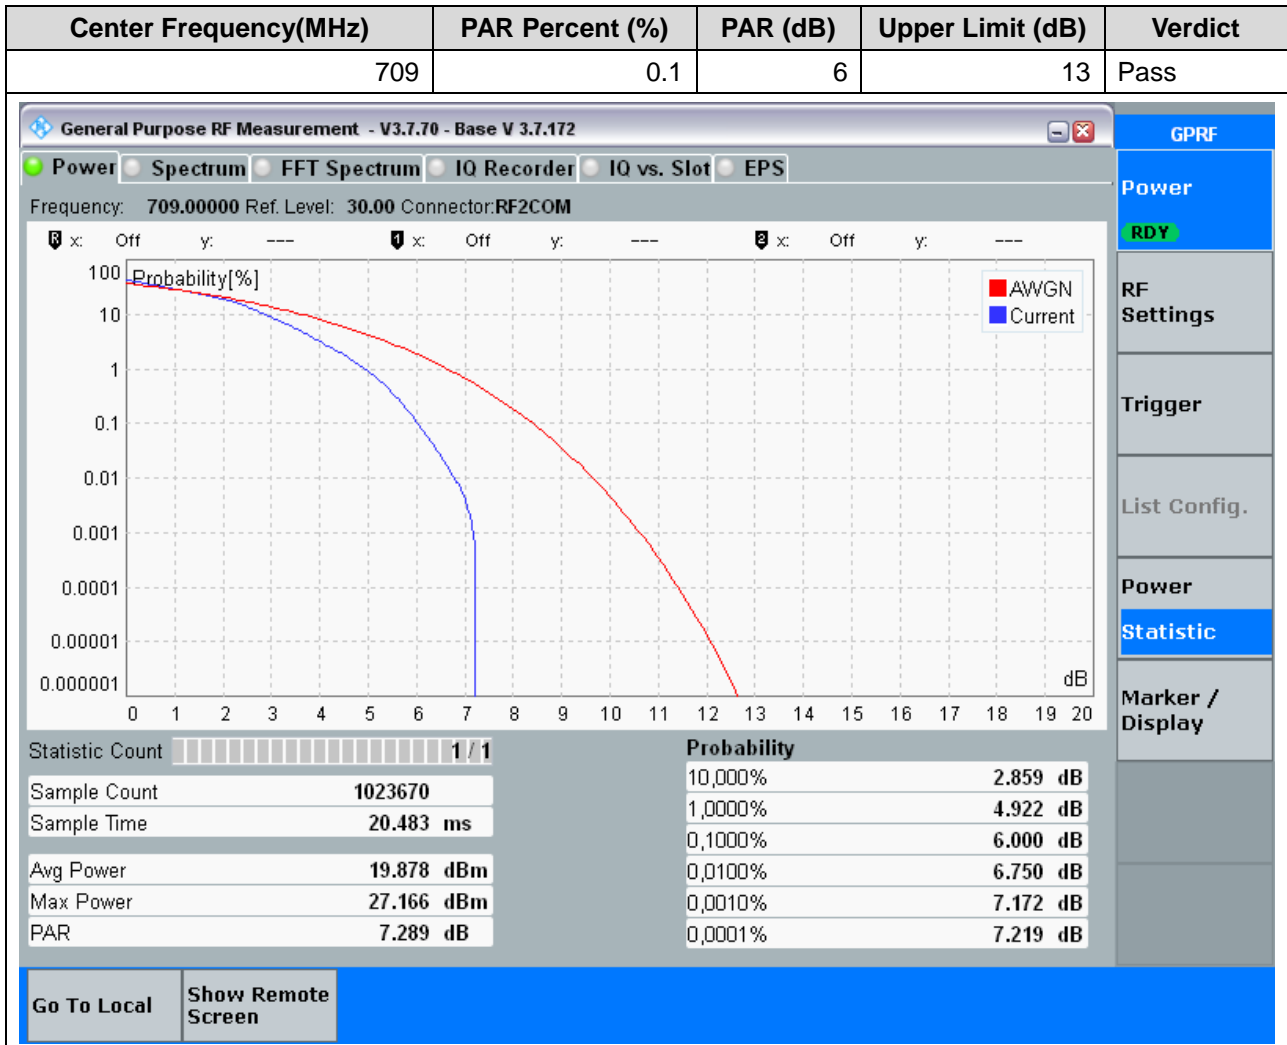 Center Frequency(MHz) PAR Percent (%) PAR (dB) Upper Limit (dB) Verdict
709 0.1 6 13 Pass
General Purpose RF Measurement - V3.7.70 - Base V 3.7.172
GPRF
Power Spectrum FFT Spectrum IQ Recorder IQ vs. Slot EPS
Frequency: 709.00000 Ref. Level: 30.00 Connector:RF2COM
R x: Off y: --- 1 x: Off y: --- 2 x: Off y: ---
Probability[%]
AWGN
Current
100
10
1
0.1
0.01
0.001
0.0001
0.00001
0.000001
dB
0 1 2 3 4 5 6 7 8 9 10 11 12 13 14 15 16 17 18 19 20
Statistic Count 1 / 1
Sample Count 1023670
Sample Time 20.483 ms
Avg Power 19.878 dBm
Max Power 27.166 dBm
PAR 7.289 dB
Probability
10,000% 2.859 dB
1,0000% 4.922 dB
0,1000% 6.000 dB
0,0100% 6.750 dB
0,0010% 7.172 dB
0,0001% 7.219 dB
Power
RDY
RF
Settings
Trigger
List Config.
Power
Statistic
Marker /
Display
Go To Local
Show Remote
Screen